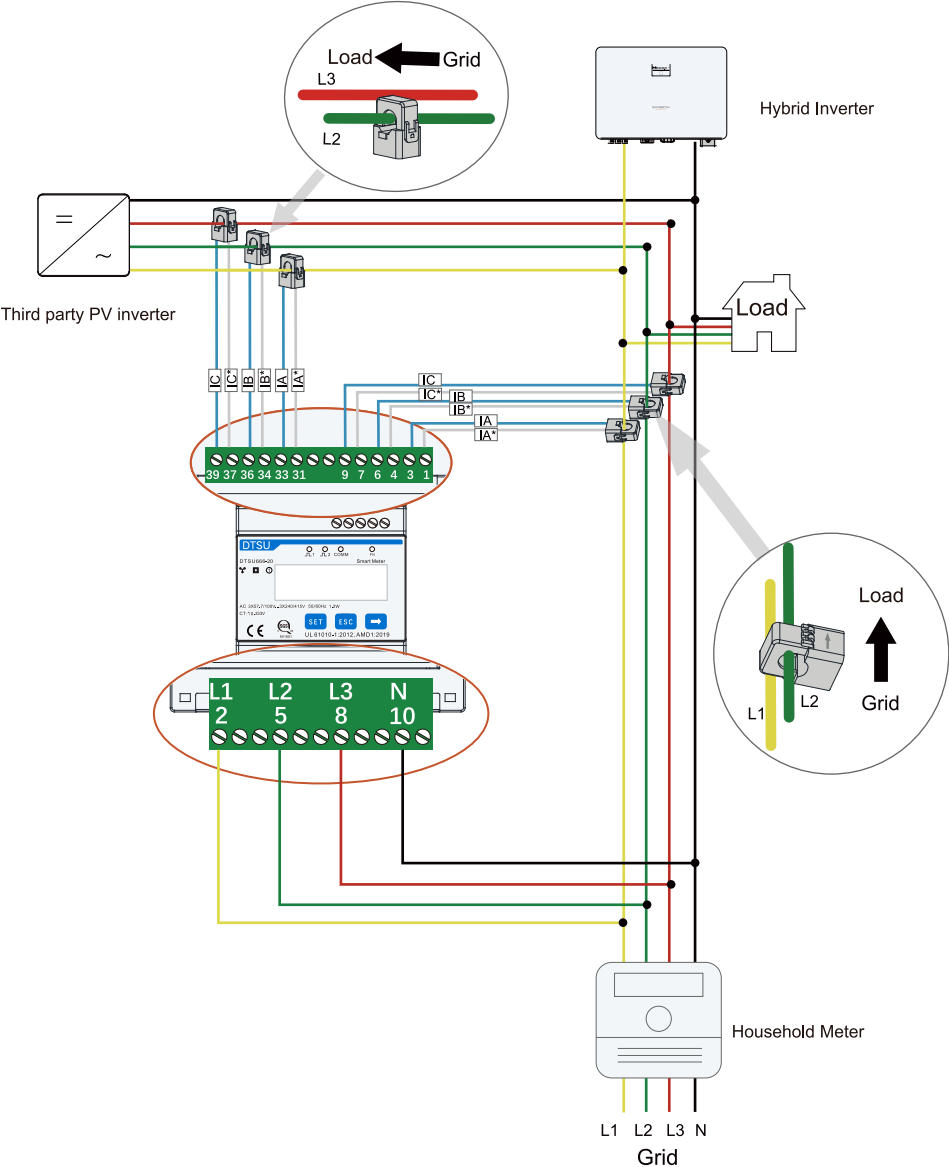 Load
Grid
L3
L2
Hybrid Inverter
Third party PV inverter
Load
IC
IC*
IB
IB*
IA
IA*
IC
IC*
IB
IB*
IA
IA*
39 37 36 34 33 31 9 7 6 4 3 1
DTSU
DTSU666-20
COMM
Smart Meter
SET
ESC
UL 61010-1:2012, AMD1:2019
Load
Grid
L1
L2
L1 L2 L3 N
2 5 8 10
Household Meter
L1 L2 L3 N
Grid